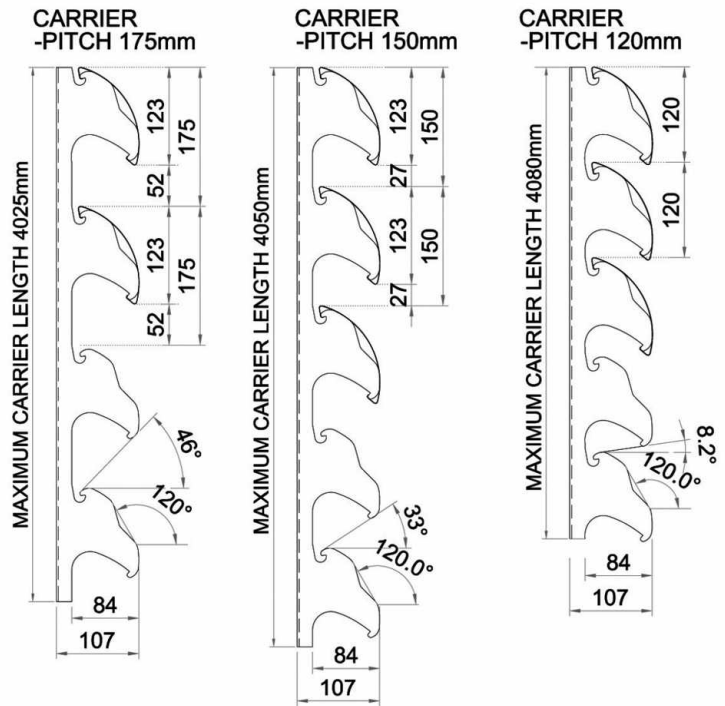 CARRIER
-PITCH 175mm
CARRIER
-PITCH 150mm
CARRIER
-PITCH 120mm
MAXIMUM CARRIER LENGTH 4025mm
123
175
52
123
175
52
46°
120°
84
107
MAXIMUM CARRIER LENGTH 4050mm
123
150
27
123
150
27
33°
120.0°
84
107
MAXIMUM CARRIER LENGTH 4080mm
120
120
8.2°
120.0°
84
107